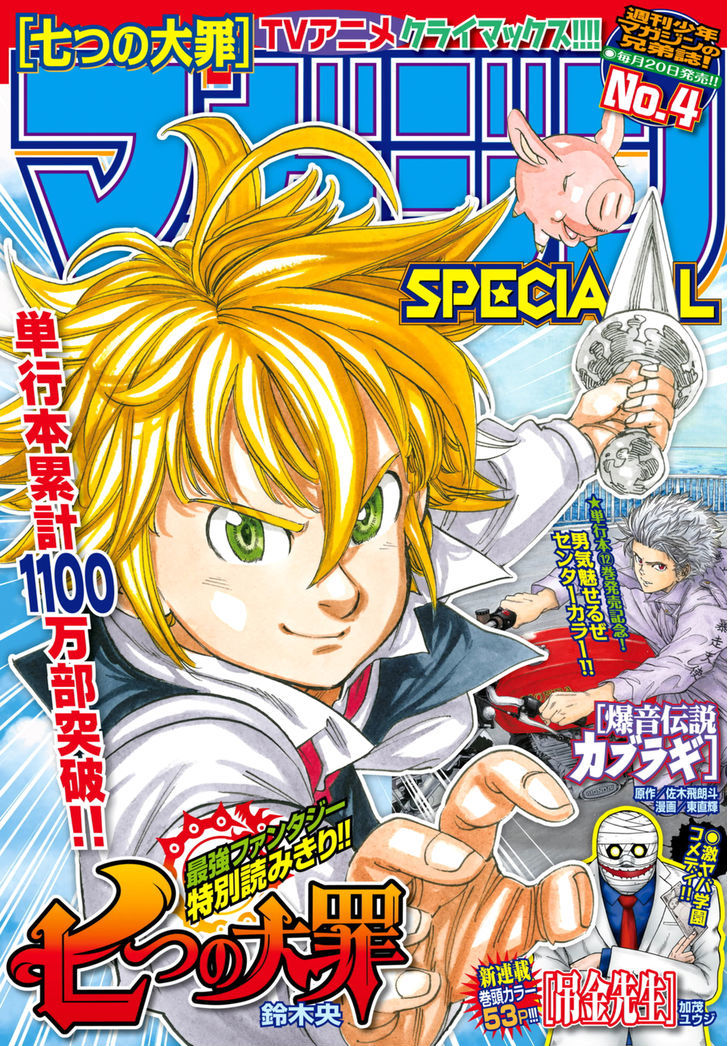 [七つの大罪]TVアニメクライマックス!!!!!
週刊少年
マガジンの
兄弟誌!
●毎月20日発売!!
No.4
マガジン
SPECIAL
単行本累計
1100
万部突破!!
★単行本12巻発売記念!
男気魅せるぜ
センターカラー!!
[爆音伝説
カブラギ]
原作/佐木飛朗斗
漫画/東直輝
最強ファンタジー
特別読みきり!!
七つの大罪
鈴木央
●激ヤバ学園
コメディ!!
新連載
巻頭カラー
53P!!!
[吊金先生]
加茂
ユウジ